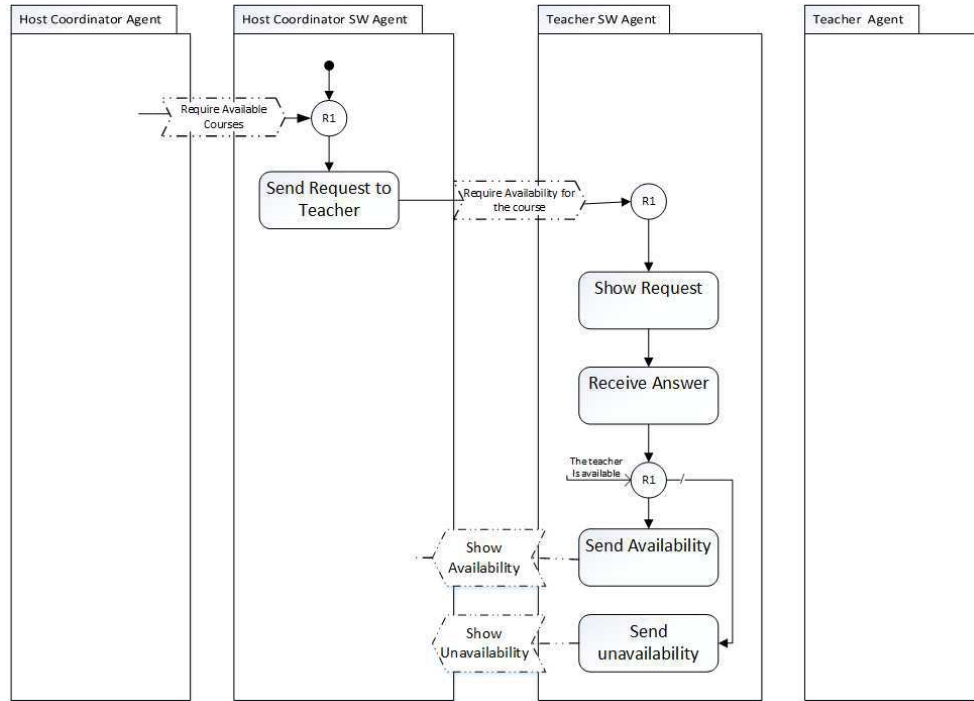 Host Coordinator Agent
Host Coordinator SW Agent
Teacher SW Agent
Teacher Agent
Require Available
Courses
R1
Send Request to
Teacher
Require Availability for
the course
R1
Show Request
Receive Answer
The teacher
Is available
R1
Send Availability
Show
Availability
Send
unavailability
Show
Unavailability